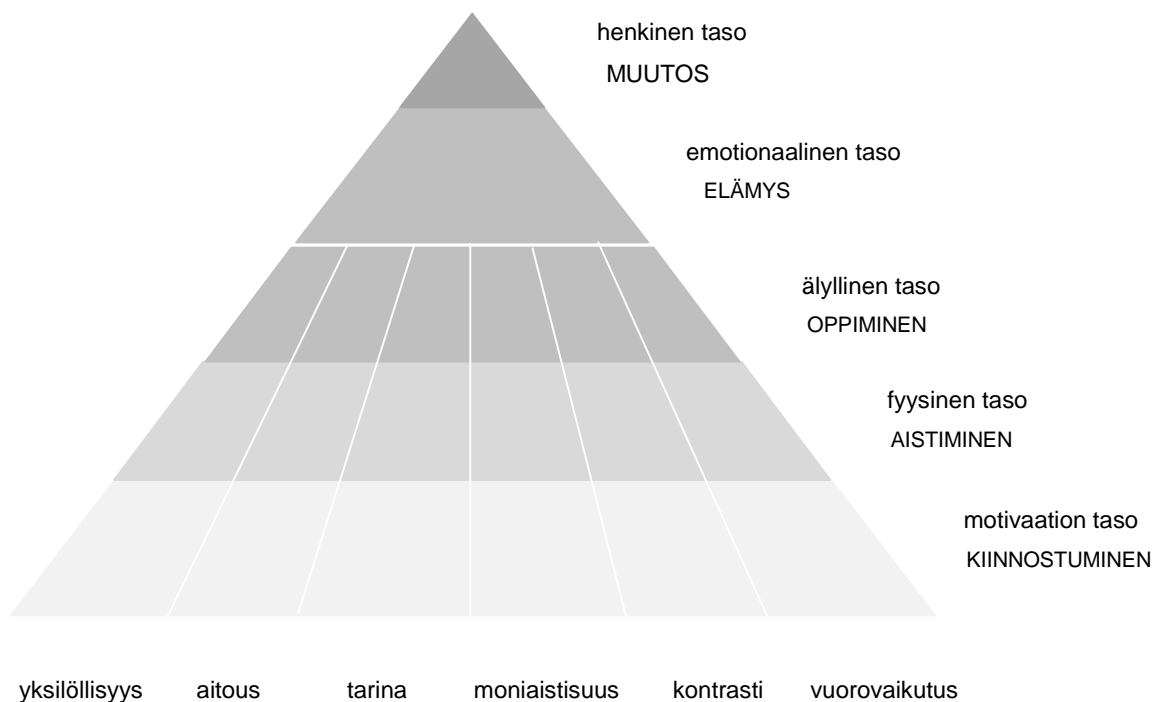 henkinen taso
MUUTOS
emotionaalinen taso
ELÄMYS
älyllinen taso
OPPIMINEN
fyysinen taso
AISTIMINEN
motivaation taso
KIINNOSTUMINEN
yksilöllisyys aitous tarina moniaistisuus kontrasti vuorovaikutus